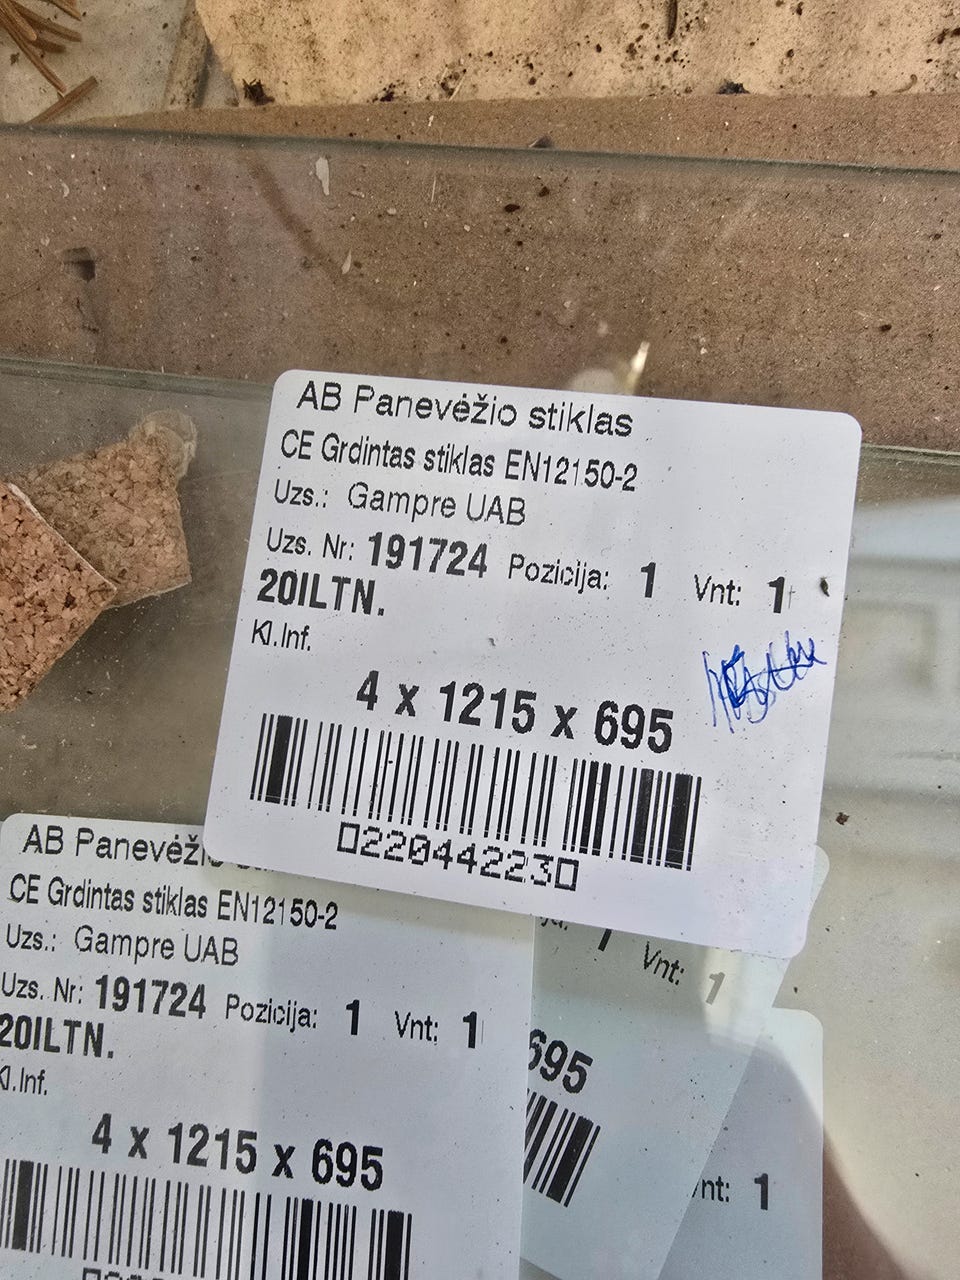 AB Panevėžio stiklas
CE Grdintas stiklas EN12150-2
Uzs.: Gampre UAB
Uzs. Nr: 191724 Pozicija: 1 Vnt: 1
20ILTN.
Kl.Inf.
4 x 1215 x 695
0220442230
AB Panevėži
CE Grdintas stiklas EN12150-2
Uzs.: Gampre UAB
Uzs. Nr: 191724 Pozicija: 1 Vnt: 1
20ILTN.
Kl.Inf.
4 x 1215 x 695
Vnt: 1
695
nt: 1